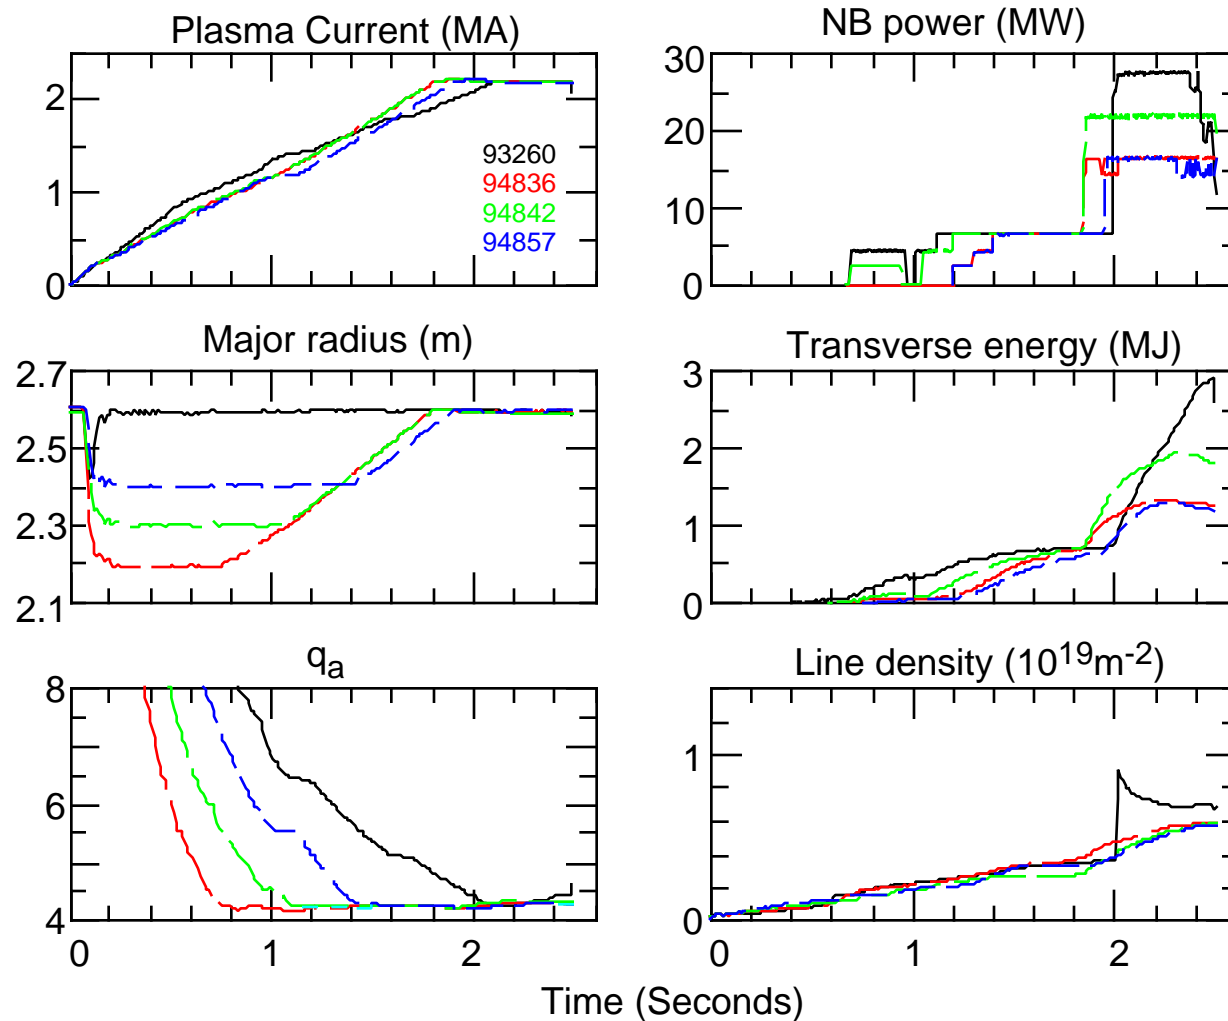 Plasma Current (MA)
2
1
0
93260
94836
94842
94857
NB power (MW)
30
20
10
0
Major radius (m)
2.7
2.5
2.3
2.1
Transverse energy (MJ)
3
2
1
0
qa
8
6
4
0 1 2
Line density (10¹⁹m⁻²)
1
0
0 1 2
Time (Seconds)